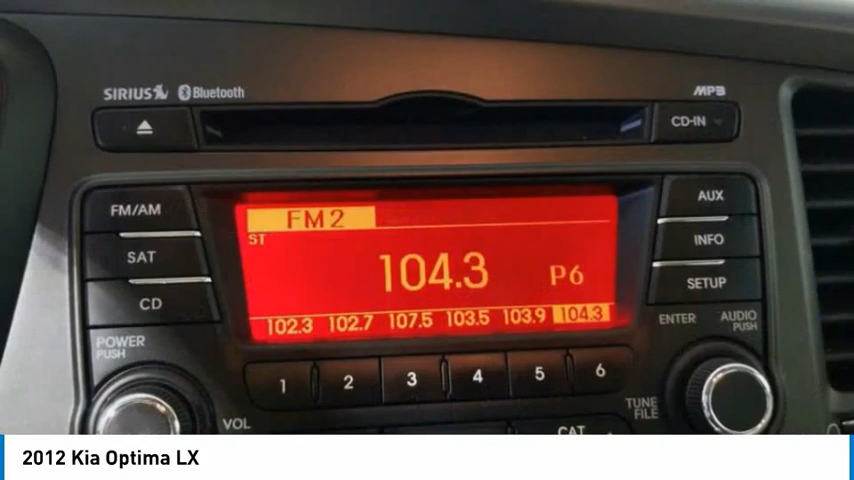 SIRIUS Bluetooth
MP3
CD-IN
FM/AM
SAT
CD
POWER
PUSH
VOL
FM2
ST
104.3 P6
102.3 102.7 107.5 103.5 103.9 104.3
1 2 3 4 5 6
AUX
INFO
SETUP
ENTER
AUDIO
PUSH
TUNE
FILE
CAT
2012 Kia Optima LX